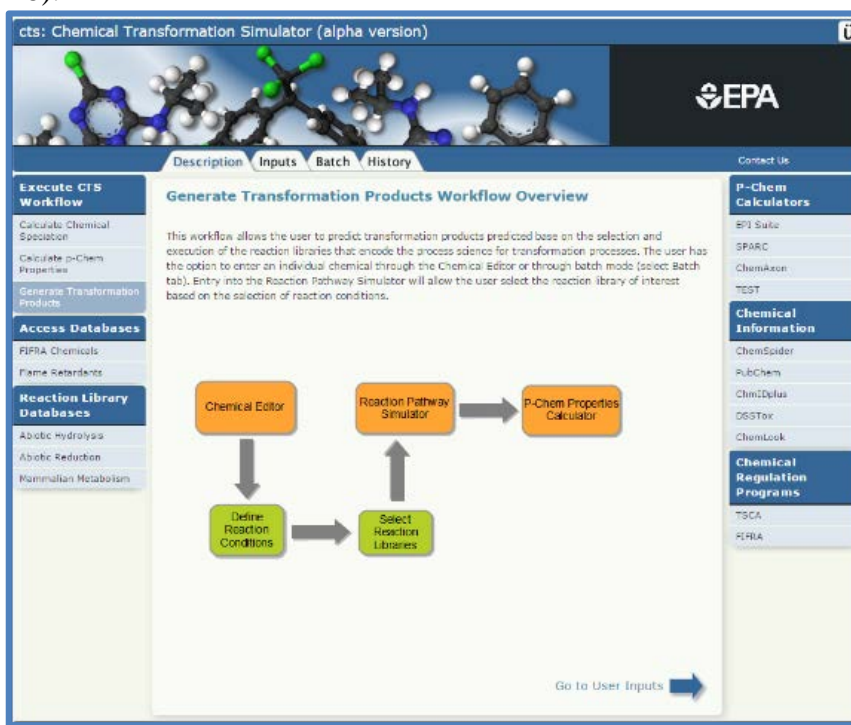 cts: Chemical Transformation Simulator (alpha version)
EPA
Description Inputs Batch History
Contact Us
Execute CTS
Workflow
Calculate Chemical
Speciation
Calculate p-Chem
Properties
Generate Transformation
Products
Access Databases
FIFRA Chemicals
Flame Retardants
Reaction Library
Databases
Abiotic Hydrolysis
Abiotic Reduction
Mammalian Metabolism
Generate Transformation Products Workflow Overview
This workflow allows the user to predict transformation products predicted base on the selection and
execution of the reaction libraries that encode the process science for transformation processes. The user has
the option to enter an individual chemical through the Chemical Editor or through batch mode (select Batch
tab). Entry into the Reaction Pathway Simulator will allow the user select the reaction library of interest
based on the selection of reaction conditions.
Chemical Editor
Reaction Pathway
Simulator
P-Chem Properties
Calculator
Define
Reaction
Conditions
Select
Reaction
Libraries
Go to User Inputs
P-Chem
Calculators
EPI Suite
SPARC
ChemAxon
TEST
Chemical
Information
ChemSpider
PubChem
ChmIDplus
DSSTox
ChemLook
Chemical
Regulation
Programs
TSCA
FIFRA